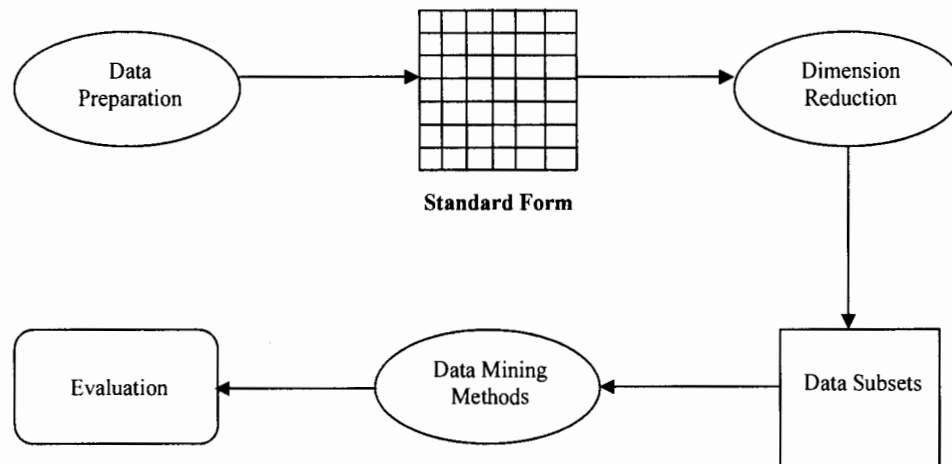 Data
Preparation
Dimension
Reduction
Standard Form
Evaluation
Data Mining
Methods
Data Subsets